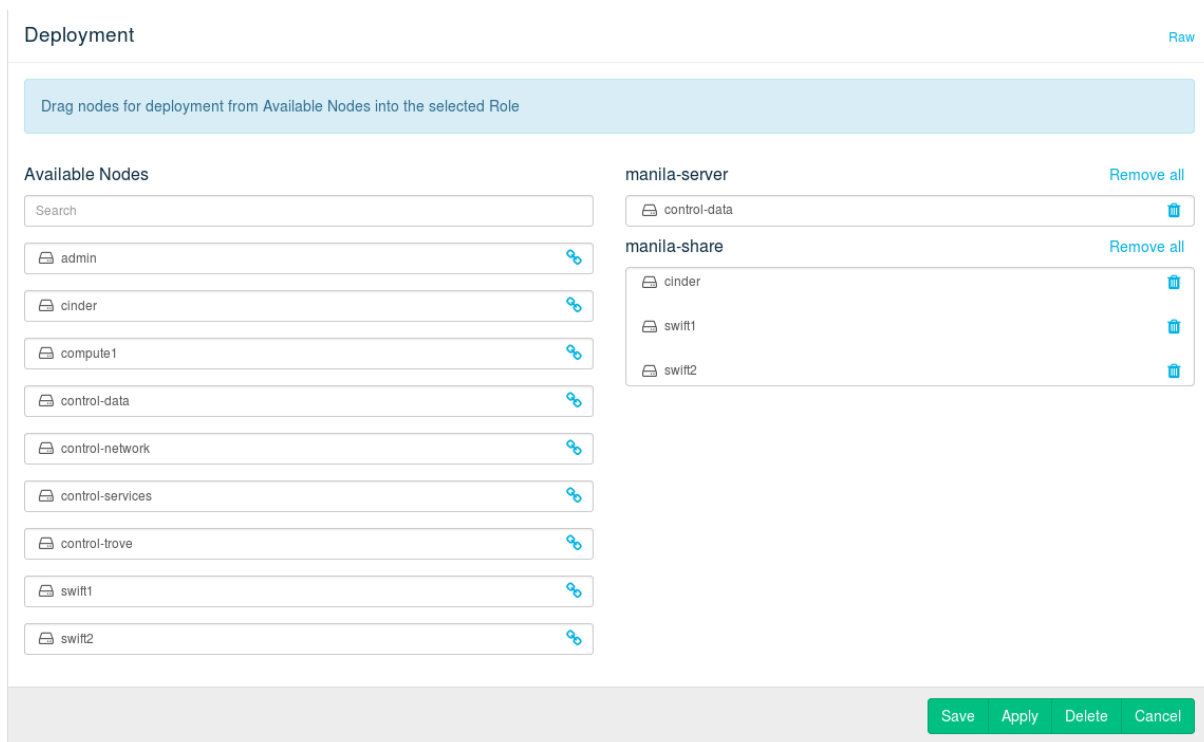 Deployment
Raw
Drag nodes for deployment from Available Nodes into the selected Role
Available Nodes
Search
admin
cinder
compute1
control-data
control-network
control-services
control-trove
swift1
swift2
manila-server
Remove all
control-data
manila-share
Remove all
cinder
swift1
swift2
Save
Apply
Delete
Cancel